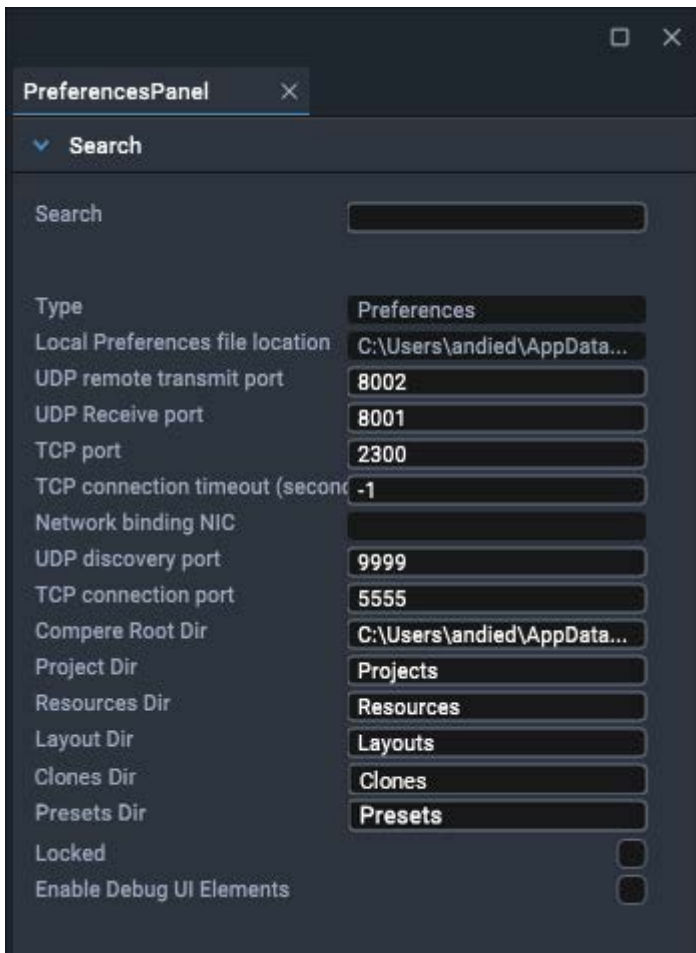 PreferencesPanel
Search
Search
Type Preferences
Local Preferences file location C:\Users\andied\AppData...
UDP remote transmit port 8002
UDP Receive port 8001
TCP port 2300
TCP connection timeout (secon -1
Network binding NIC
UDP discovery port 9999
TCP connection port 5555
Compere Root Dir C:\Users\andied\AppData...
Project Dir Projects
Resources Dir Resources
Layout Dir Layouts
Clones Dir Clones
Presets Dir Presets
Locked
Enable Debug UI Elements